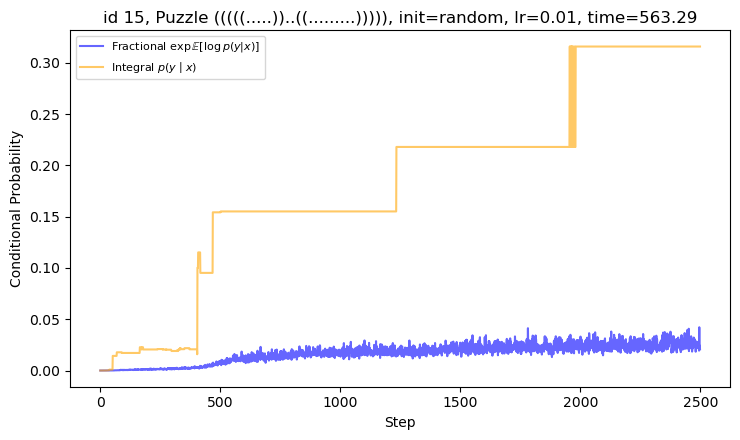 id 15, Puzzle (((((.....))..((.........))))), init=random, lr=0.01, time=563.29
Fractional exp𝔼[log p(y|x)]
Integral p(y | x)
Conditional Probability
0.30
0.25
0.20
0.15
0.10
0.05
0.00
0 500 1000 1500 2000 2500
Step